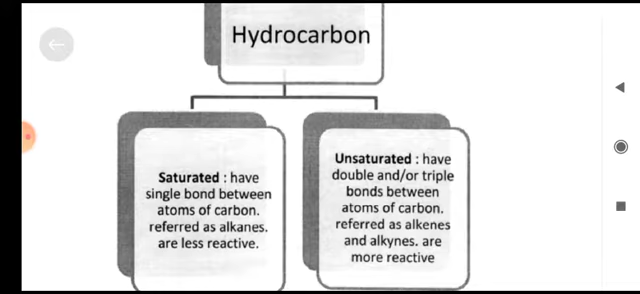 Hydrocarbon
Saturated : have
single bond between
atoms of carbon.
referred as alkanes.
are less reactive.
Unsaturated : have
double and/or triple
bonds between
atoms of carbon.
referred as alkenes
and alkynes. are
more reactive